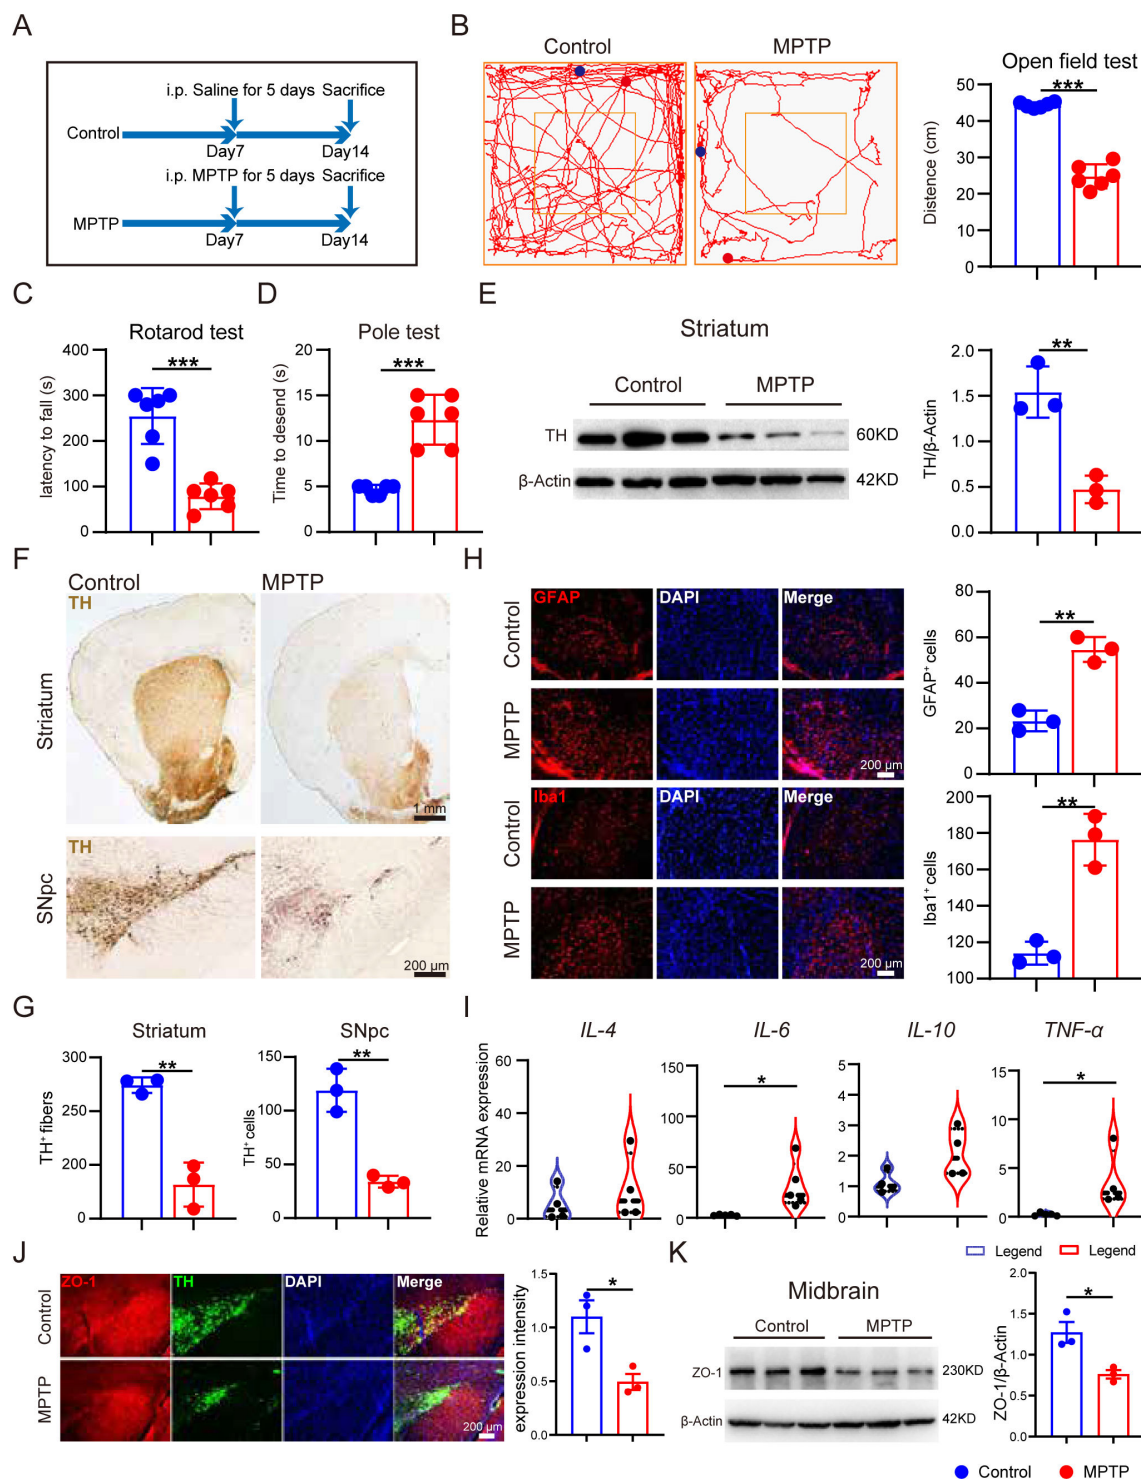 A
i.p. Saline for 5 days Sacrifice
Control
Day7 Day14
i.p. MPTP for 5 days Sacrifice
MPTP
Day7 Day14
B
Control MPTP
Open field test
***
Distence (cm)
50
40
30
20
10
0
C
Rotarod test
***
latency to fall (s)
400
300
200
100
0
D
Pole test
***
Time to desend (s)
20
15
10
5
0
E
Striatum
Control MPTP
TH 60KD
β-Actin 42KD
**
TH/β-Actin
2.0
1.5
1.0
0.5
0.0
F
Control MPTP
TH
Striatum
1 mm
TH
SNpc
200 µm
G
Striatum
**
TH⁺ fibers
300
250
200
200
0
SNpc
**
TH⁺ cells
150
100
50
0
H
GFAP DAPI Merge
Control
MPTP
200 µm
Iba1 DAPI Merge
Control
MPTP
200 µm
**
GFAP⁺ cells
80
60
40
20
0
**
Iba1⁺ cells
200
180
160
140
120
100
I
Relative mRNA expression
IL-4
60
40
20
0
IL-6
*
150
100
50
0
IL-10
5
4
3
2
1
0
TNF-α
*
15
10
5
0
Legend Legend
J
ZO-1 TH DAPI Merge
Control
MPTP
200 µm
*
expression intensity
1.5
1.0
0.5
0.0
K
Midbrain
Control MPTP
ZO-1 230KD
β-Actin 42KD
*
ZO-1/β-Actin
2.0
1.5
1.0
0.5
0.0
Control MPTP